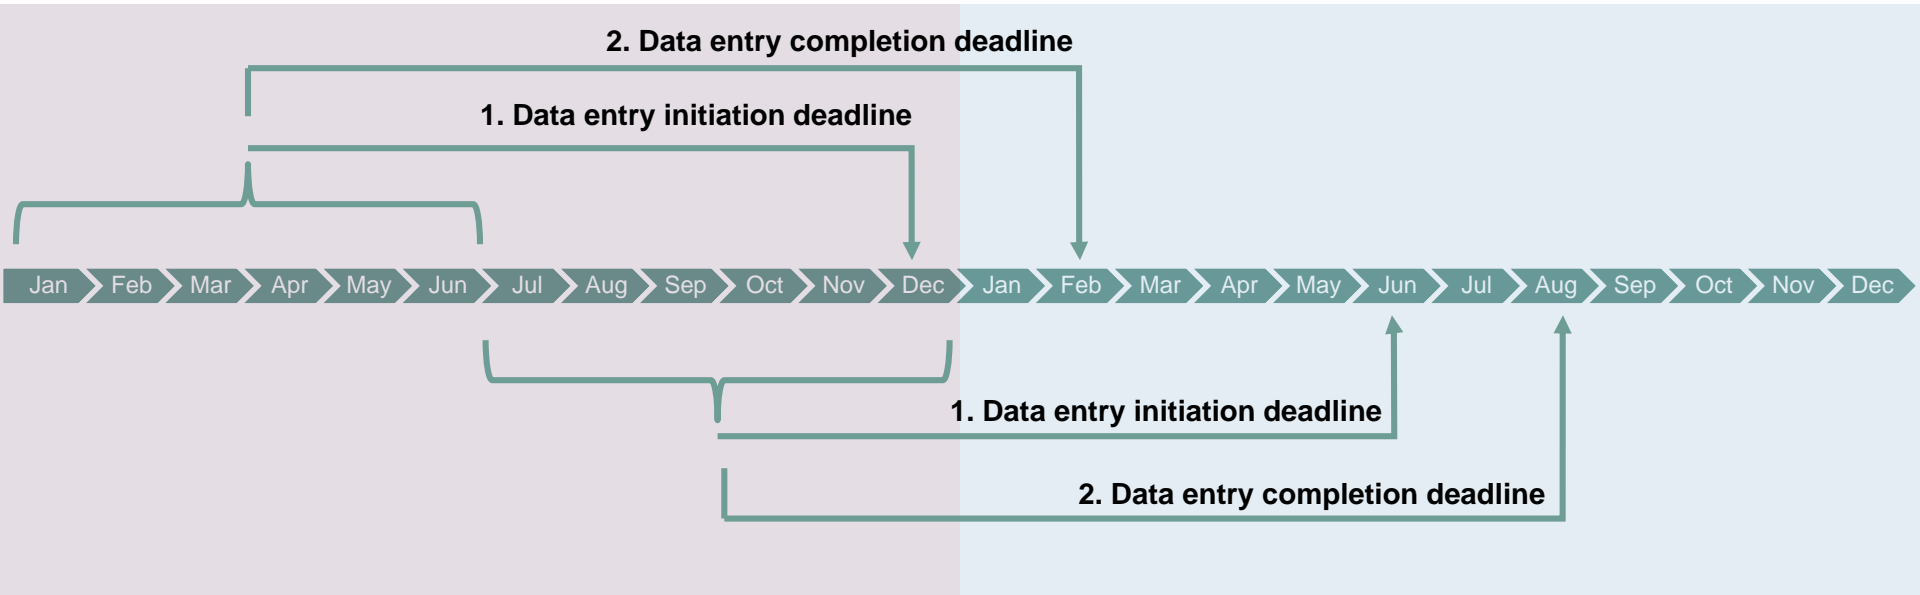 2. Data entry completion deadline
1. Data entry initiation deadline
Jan Feb Mar Apr May Jun Jul Aug Sep Oct Nov Dec Jan Feb Mar Apr May Jun Jul Aug Sep Oct Nov Dec
1. Data entry initiation deadline
2. Data entry completion deadline